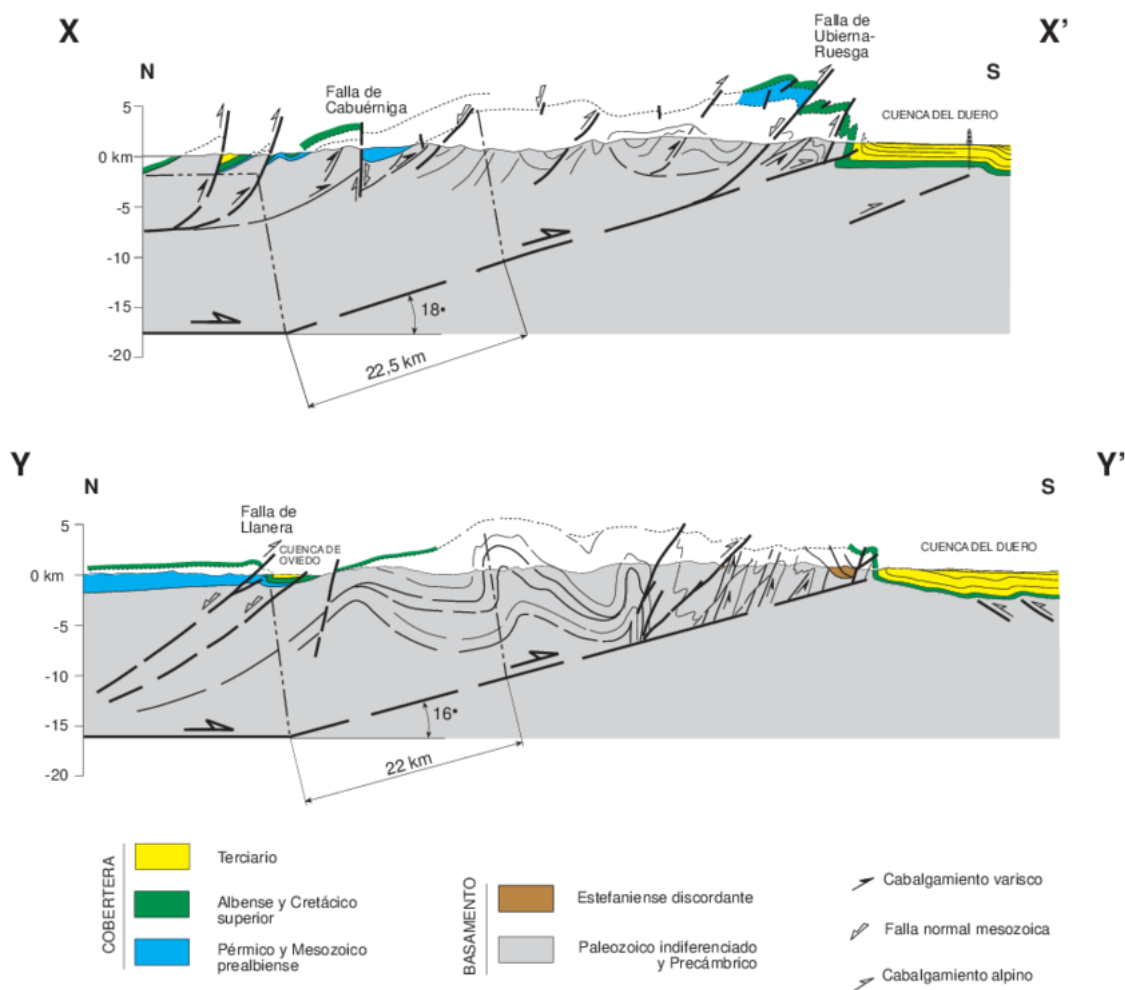 X
X'
N
S
Falla de
Cabuérniga
Falla de
Ubierna-
Ruesga
CUENCA DEL DUERO
5
0 km
-5
-10
-15
-20
18•
22,5 km
Y
Y'
N
S
Falla de
Llanera
CUENCA DE
OVIEDO
CUENCA DEL DUERO
5
0 km
-5
-10
-15
-20
16•
22 km
COBERTERA
Terciario
Albense y Cretácico
superior
Pérmico y Mesozoico
prealbiense
BASAMENTO
Estefaniense discordante
Paleozoico indiferenciado
y Precámbrico
Cabalgamiento varisco
Falla normal mesozoica
Cabalgamiento alpino